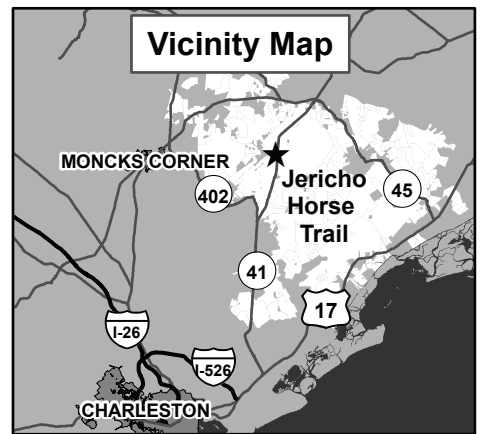 Vicinity Map
MONCKS CORNER
Jericho
Horse
Trail
402
45
41
17
I-26
I-526
CHARLESTON